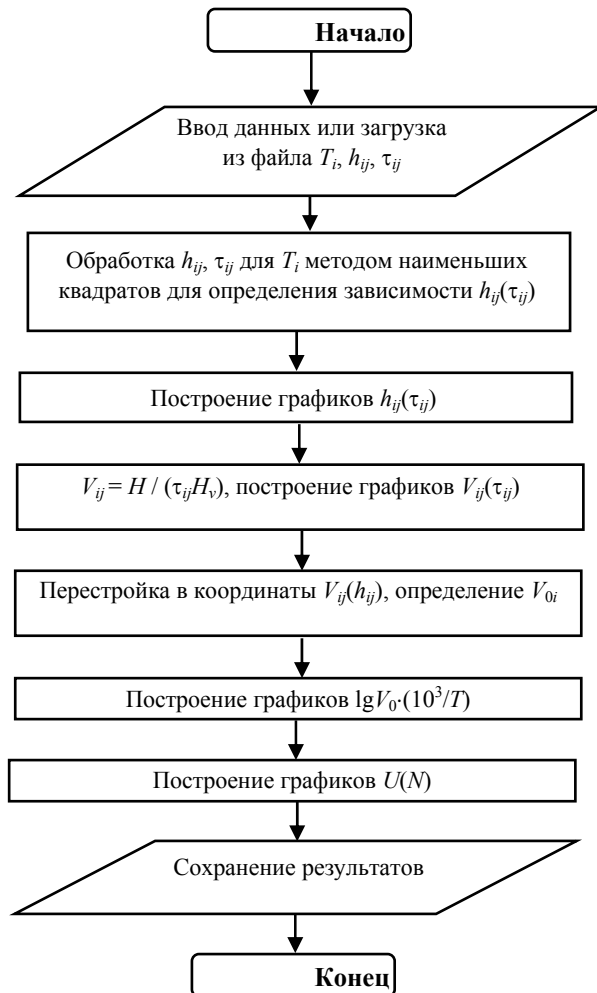 Начало
Ввод данных или загрузка
из файла Tᵢ, hᵢⱼ, τᵢⱼ
Обработка hᵢⱼ, τᵢⱼ для Tᵢ методом наименьших
квадратов для определения зависимости hᵢⱼ(τᵢⱼ)
Построение графиков hᵢⱼ(τᵢⱼ)
Vᵢⱼ = H / (τᵢⱼHᵥ), построение графиков Vᵢⱼ(τᵢⱼ)
Перестройка в координаты Vᵢⱼ(hᵢⱼ), определение V₀ᵢ
Построение графиков lgV₀·(10³/T)
Построение графиков U(N)
Сохранение результатов
Конец